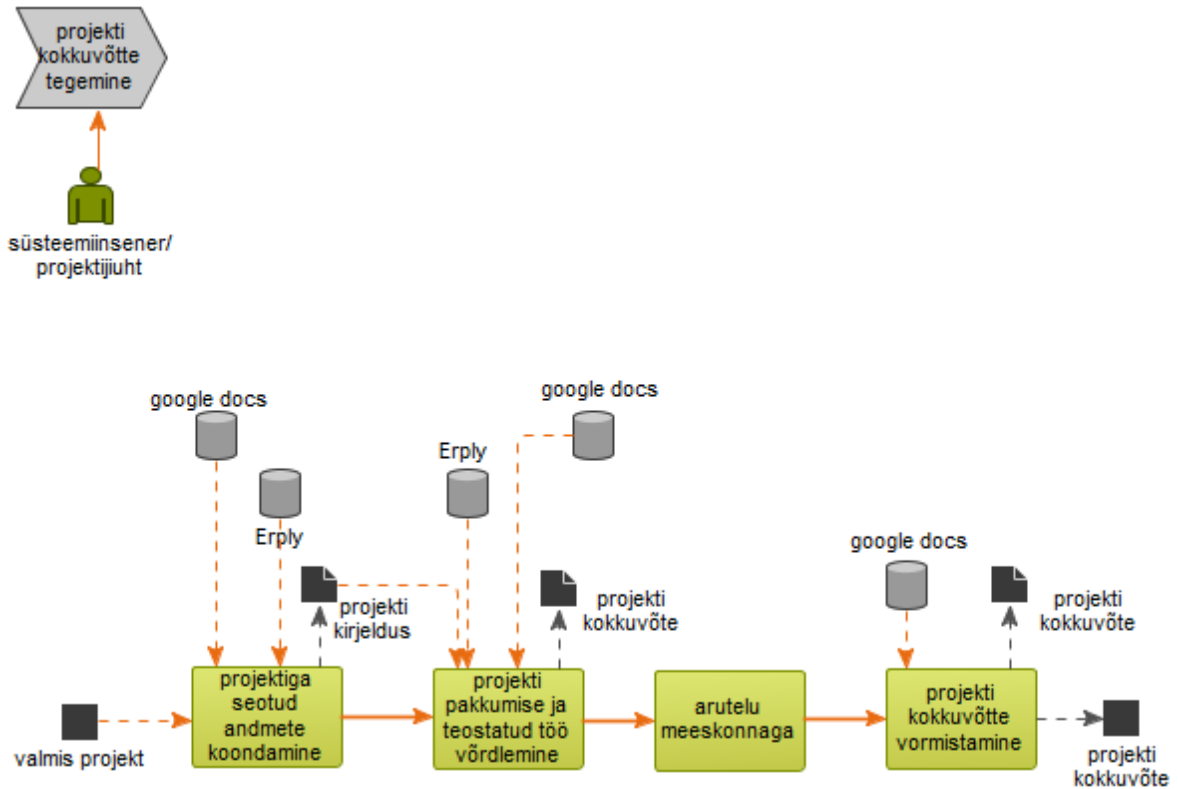 projekti
kokkuvõtte
tegemine
süsteemiinsener/
projektijiuht
google docs
Erply
projekti
kirjeldus
Erply
google docs
projekti
kokkuvõte
google docs
projekti
kokkuvõte
valmis projekt
projektiga
seotud
andmete
koondamine
projekti
pakkumise ja
teostatud töö
võrdlemine
arutelu
meeskonnaga
projekti
kokkuvõtte
vormistamine
projekti
kokkuvõte